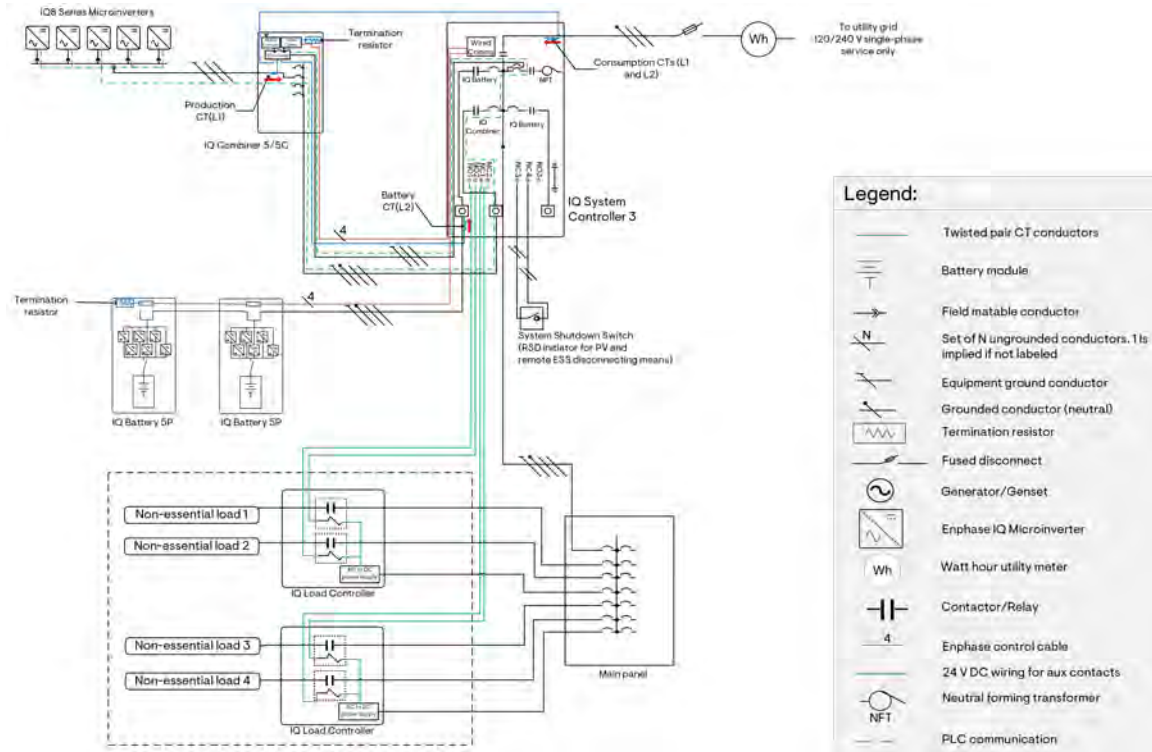 IQ8 Series Microinverters
Termination
resistor
Production
CT(L1)
IQ Combiner 5/5C
Wired
IQ Battery
NFT
Consumption CTs (L1
and L2)
Wh
To utility grid
120/240 V single-phase
service only
IQ
Combiner
IQ Battery
Battery
CT(L2)
IQ System
Controller 3
4
4
Termination
resistor
System Shutdown Switch
(RSD initiator for PV and
remote ESS disconnecting means)
IQ Battery 5P
IQ Battery 5P
Non-essential load 1
Non-essential load 2
IQ Load Controller
Non-essential load 3
Non-essential load 4
IQ Load Controller
Main panel
Legend:
Twisted pair CT conductors
Battery module
Field matable conductor
N
Set of N ungrounded conductors. 1 Is
implied if not labeled
Equipment ground conductor
Grounded conductor (neutral)
Termination resistor
Fused disconnect
Generator/Genset
Enphase IQ Microinverter
Wh
Watt hour utility meter
Contactor/Relay
4
Enphase control cable
24 V DC wiring for aux contacts
NFT
Neutral forming transformer
PLC communication